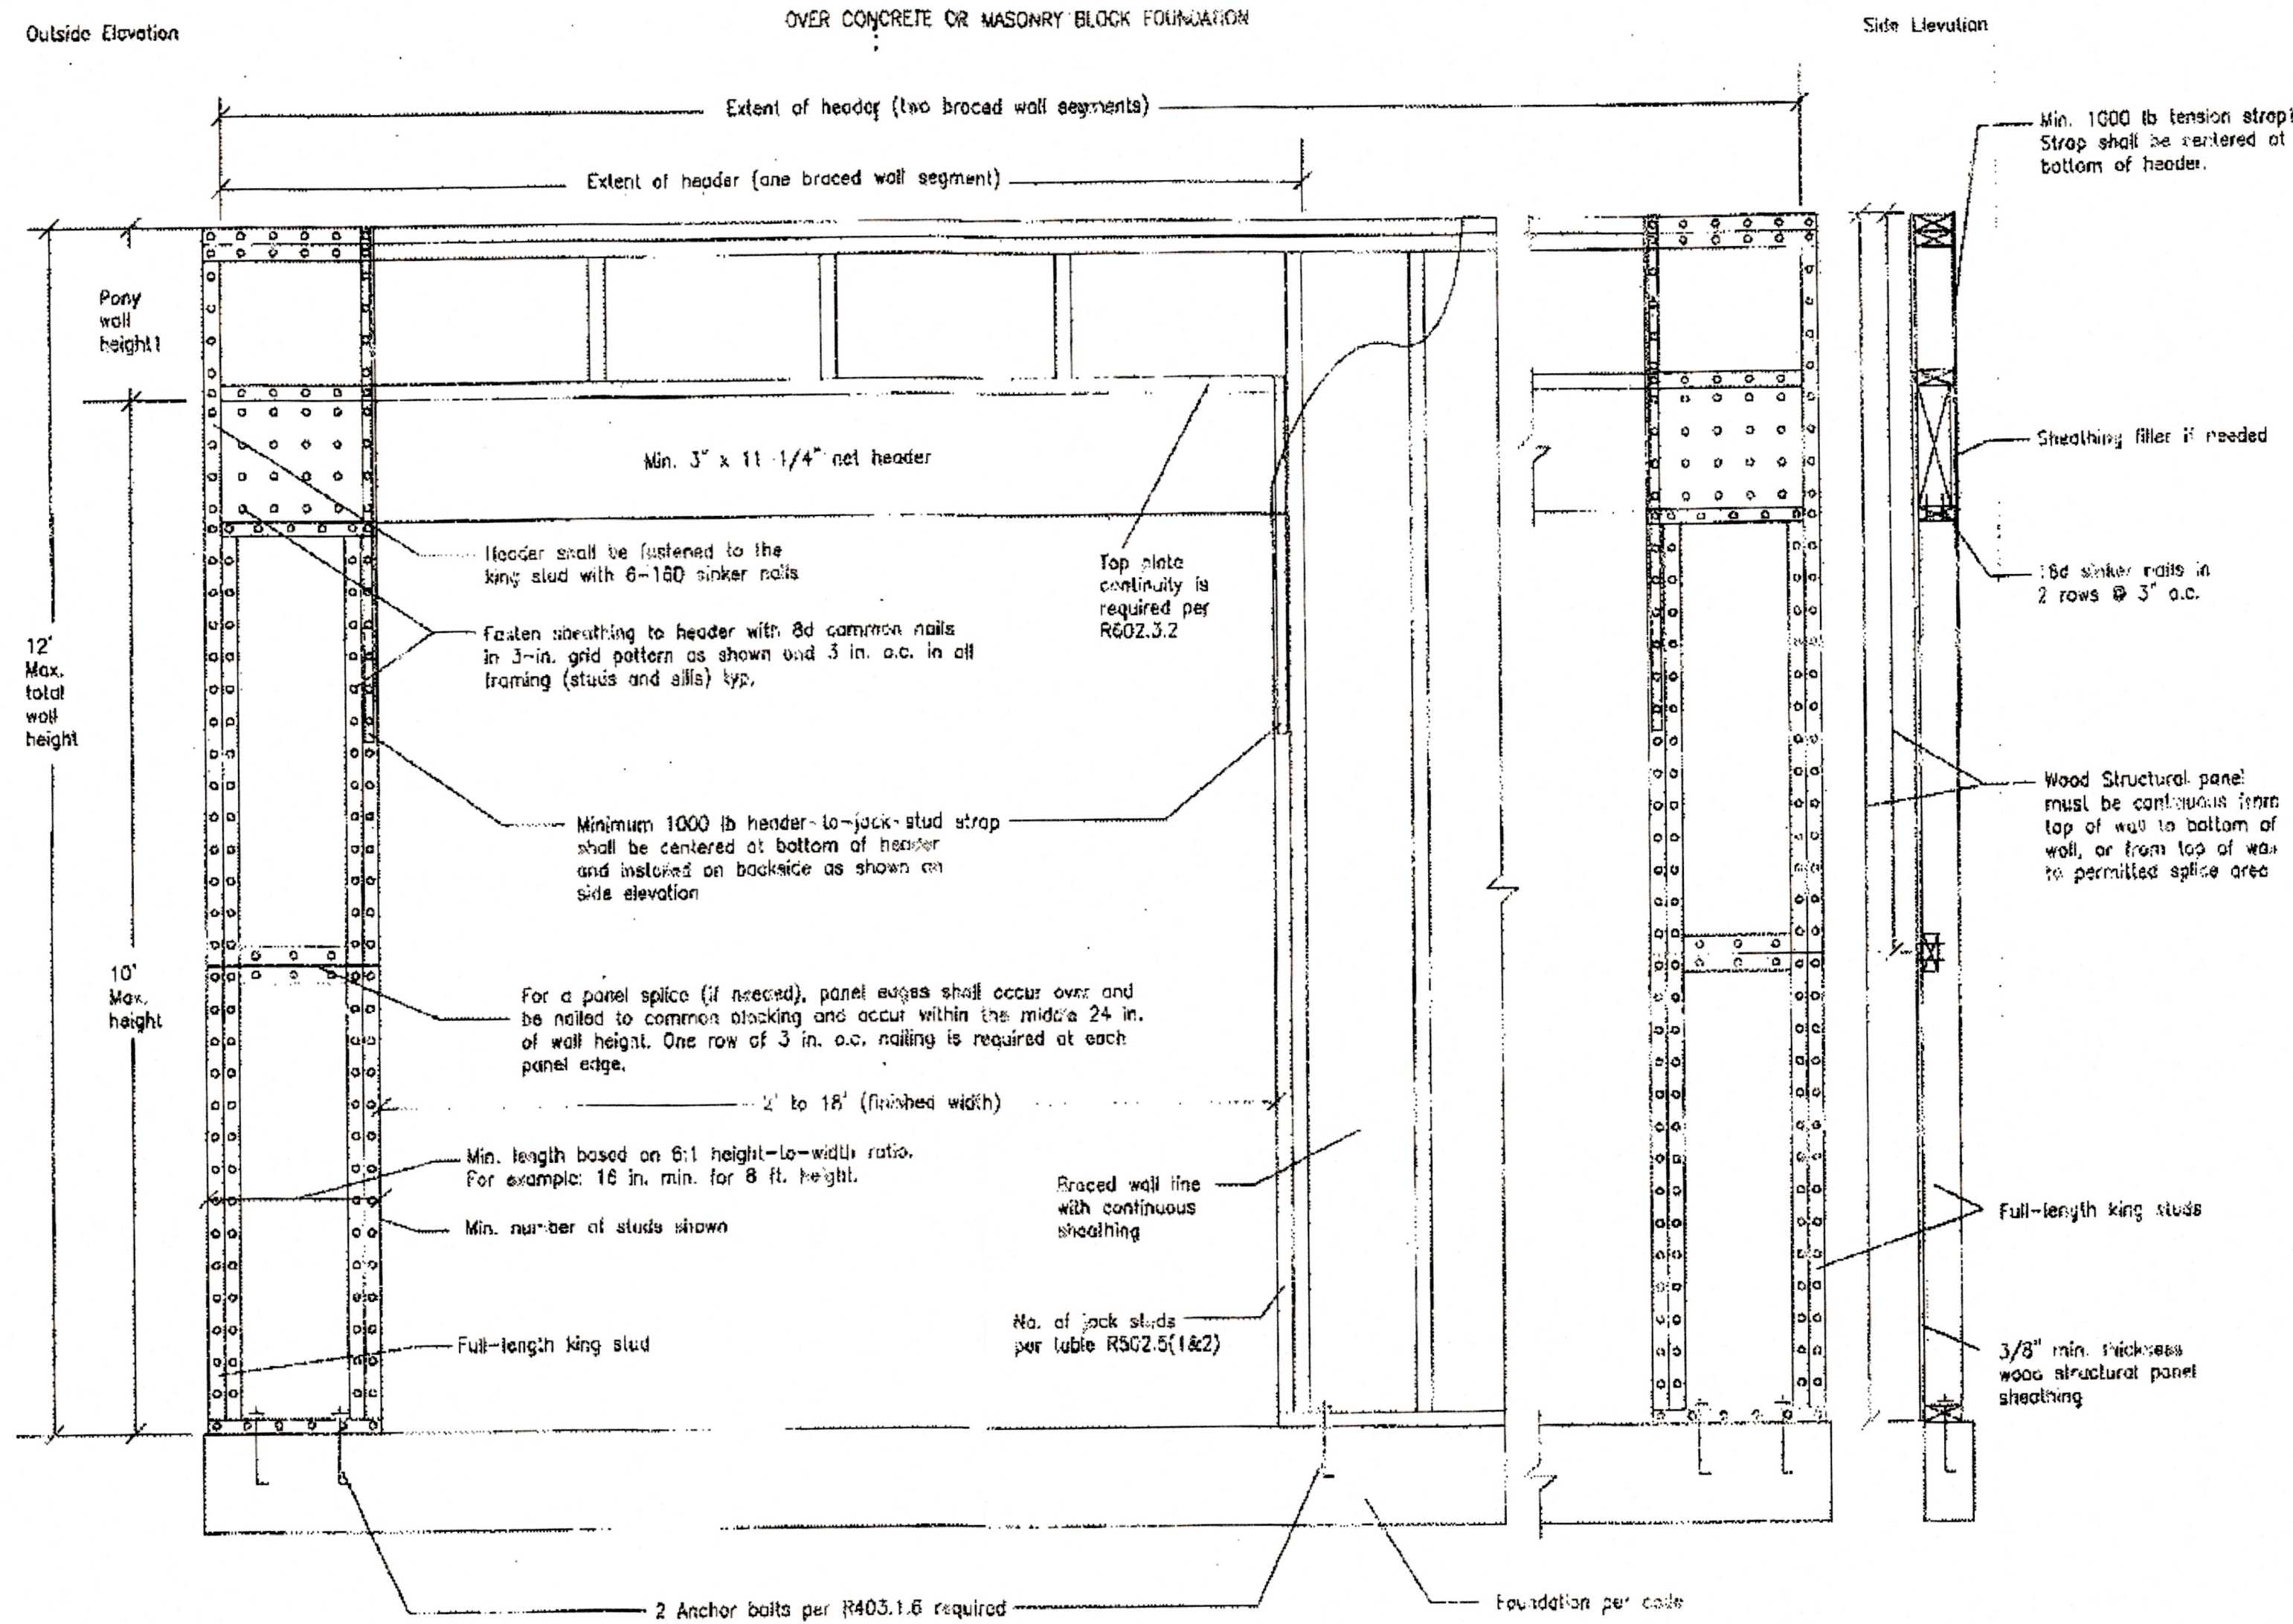 Outside Elevation
OVER CONCRETE OR MASONRY BLOCK FOUNDATION
Side Elevation
Extent of header (two braced wall segments)
Extent of header (one braced wall segment)
Min. 1000 lb tension strap
Strap shall be centered at
bottom of header.
Pony
wall
height
Min. 3" x 11 1/4" net header
Sheathing filler if needed
Header shall be fastened to the
king stud with 6-16D sinker nails
Top plate
continuity is
required per
R602.3.2
16d sinker nails in
2 rows @ 3" o.c.
Fasten sheathing to header with 8d common nails
in 3-in. grid pattern as shown and 3 in. o.c. in all
framing (studs and sills) typ.
12'
Max.
total
wall
height
Minimum 1000 lb header-to-jack-stud strap
shall be centered at bottom of header
and installed on backside as shown on
side elevation
Wood Structural panel
must be continuous from
top of wall to bottom of
wall, or from top of wall
to permitted splice area
10'
Max.
height
For a panel splice (if needed), panel edges shall occur over and
be nailed to common blocking and occur within the middle 24 in.
of wall height. One row of 3 in. o.c. nailing is required at each
panel edge.
2' to 18' (finished width)
Min. length based on 6:1 height-to-width ratio.
For example: 16 in. min. for 8 ft. height.
Braced wall line
with continuous
sheathing
Min. number of studs shown
Full-length king studs
No. of jack studs
per table R502.5(1&2)
Full-length king stud
3/8" min. thickness
wood structural panel
sheathing
2 Anchor bolts per R403.1.6 required
Foundation per code